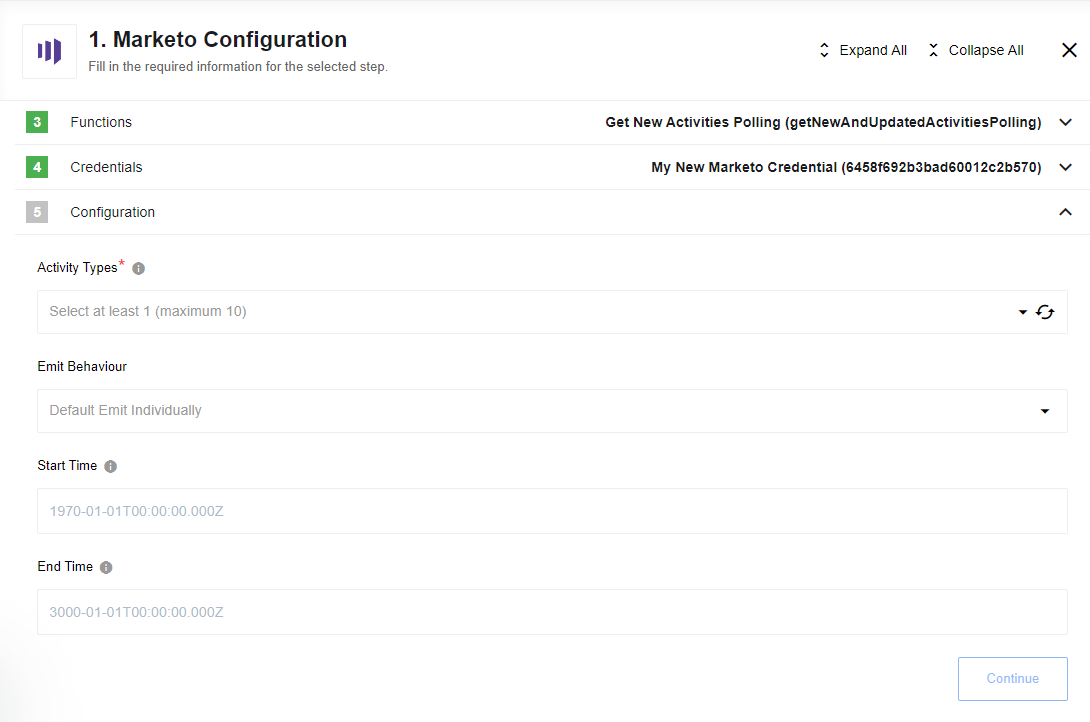 1. Marketo Configuration
Fill in the required information for the selected step.
Expand All
Collapse All
3 Functions Get New Activities Polling (getNewAndUpdatedActivitiesPolling)
4 Credentials My New Marketo Credential (6458f692b3bad60012c2b570)
5 Configuration
Activity Types*
Select at least 1 (maximum 10)
Emit Behaviour
Default Emit Individually
Start Time
1970-01-01T00:00:00.000Z
End Time
3000-01-01T00:00:00.000Z
Continue